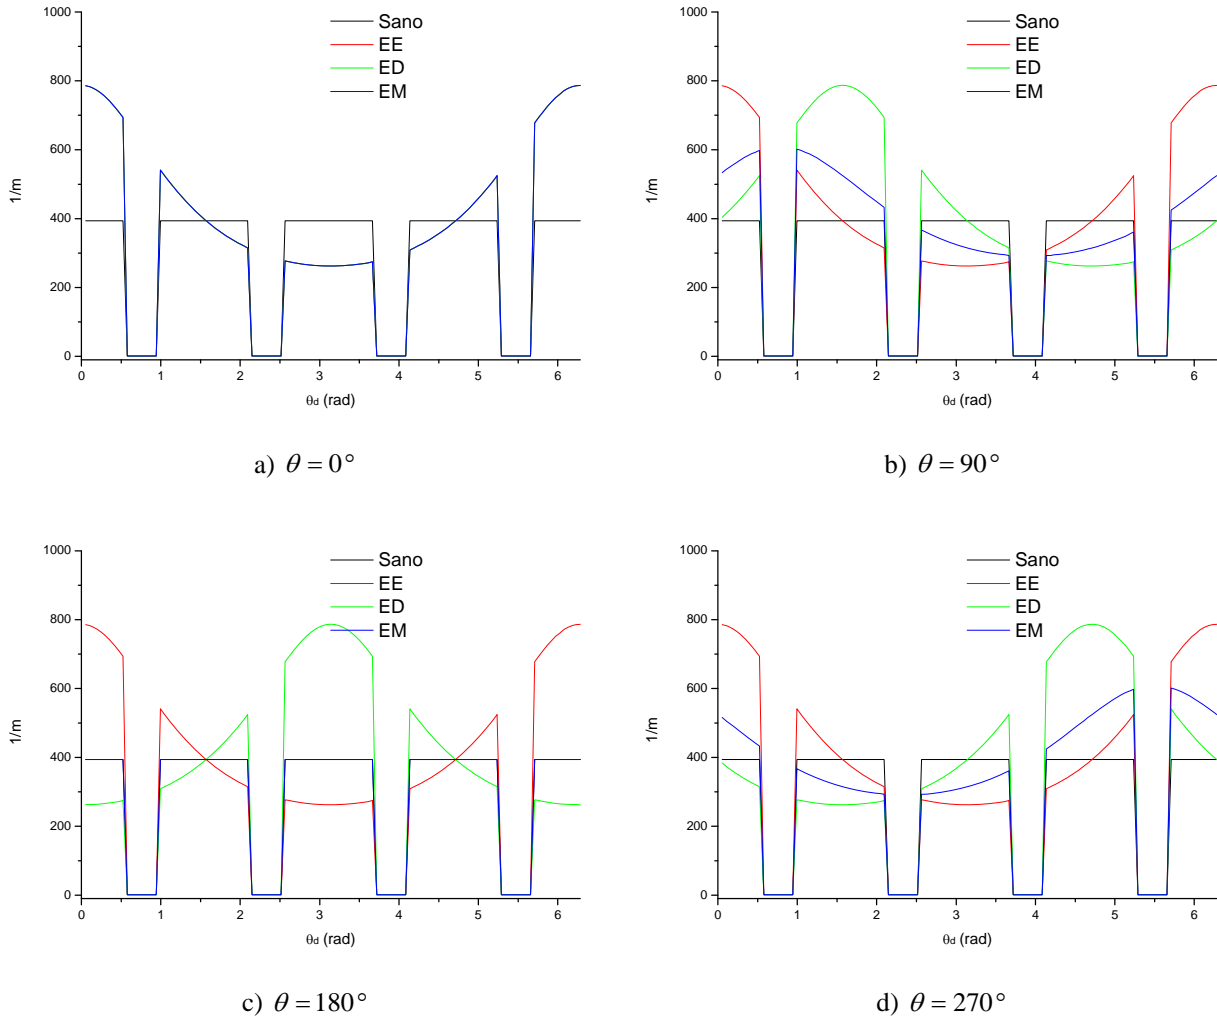 1000
800
600
400
200
0
1/m
Sano
EE
ED
EM
0 1 2 3 4 5 6
θd (rad)
a) θ = 0°
1000
800
600
400
200
0
1/m
Sano
EE
ED
EM
0 1 2 3 4 5 6
θd (rad)
b) θ = 90°
1000
800
600
400
200
0
1/m
Sano
EE
ED
EM
0 1 2 3 4 5 6
θd (rad)
c) θ = 180°
1000
800
600
400
200
0
1/m
Sano
EE
ED
EM
0 1 2 3 4 5 6
θd (rad)
d) θ = 270°